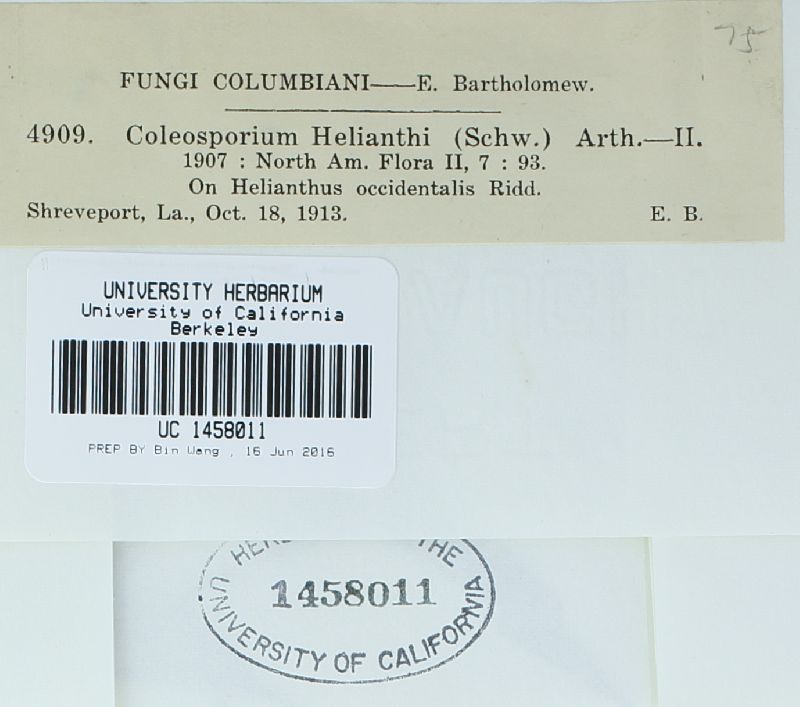 75
FUNGI COLUMBIANI——E. Bartholomew.
4909. Coleosporium Helianthi (Schw.) Arth.—II.
1907 : North Am. Flora II, 7 : 93.
On Helianthus occidentalis Ridd.
Shreveport, La., Oct. 18, 1913. E. B.
UNIVERSITY HERBARIUM
University of California
Berkeley
UC 1458011
PREP BY Bin Wang , 16 Jun 2016
THE
1458011
UNIVERSITY OF CALIFORNIA